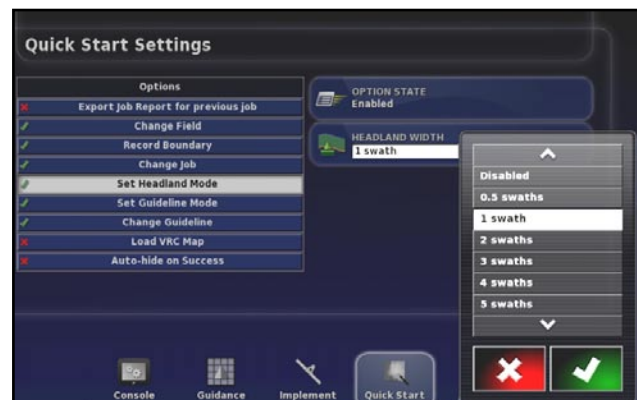 Quick Start Settings
Options
Export Job Report for previous job
Change Field
Record Boundary
Change Job
Set Headland Mode
Set Guideline Mode
Change Guideline
Load VRC Map
Auto-hide on Success
OPTION STATE
Enabled
HEADLAND WIDTH
1 swath
Disabled
0.5 swaths
1 swath
2 swaths
3 swaths
4 swaths
5 swaths
Console
Guidance
Implement
Quick Start